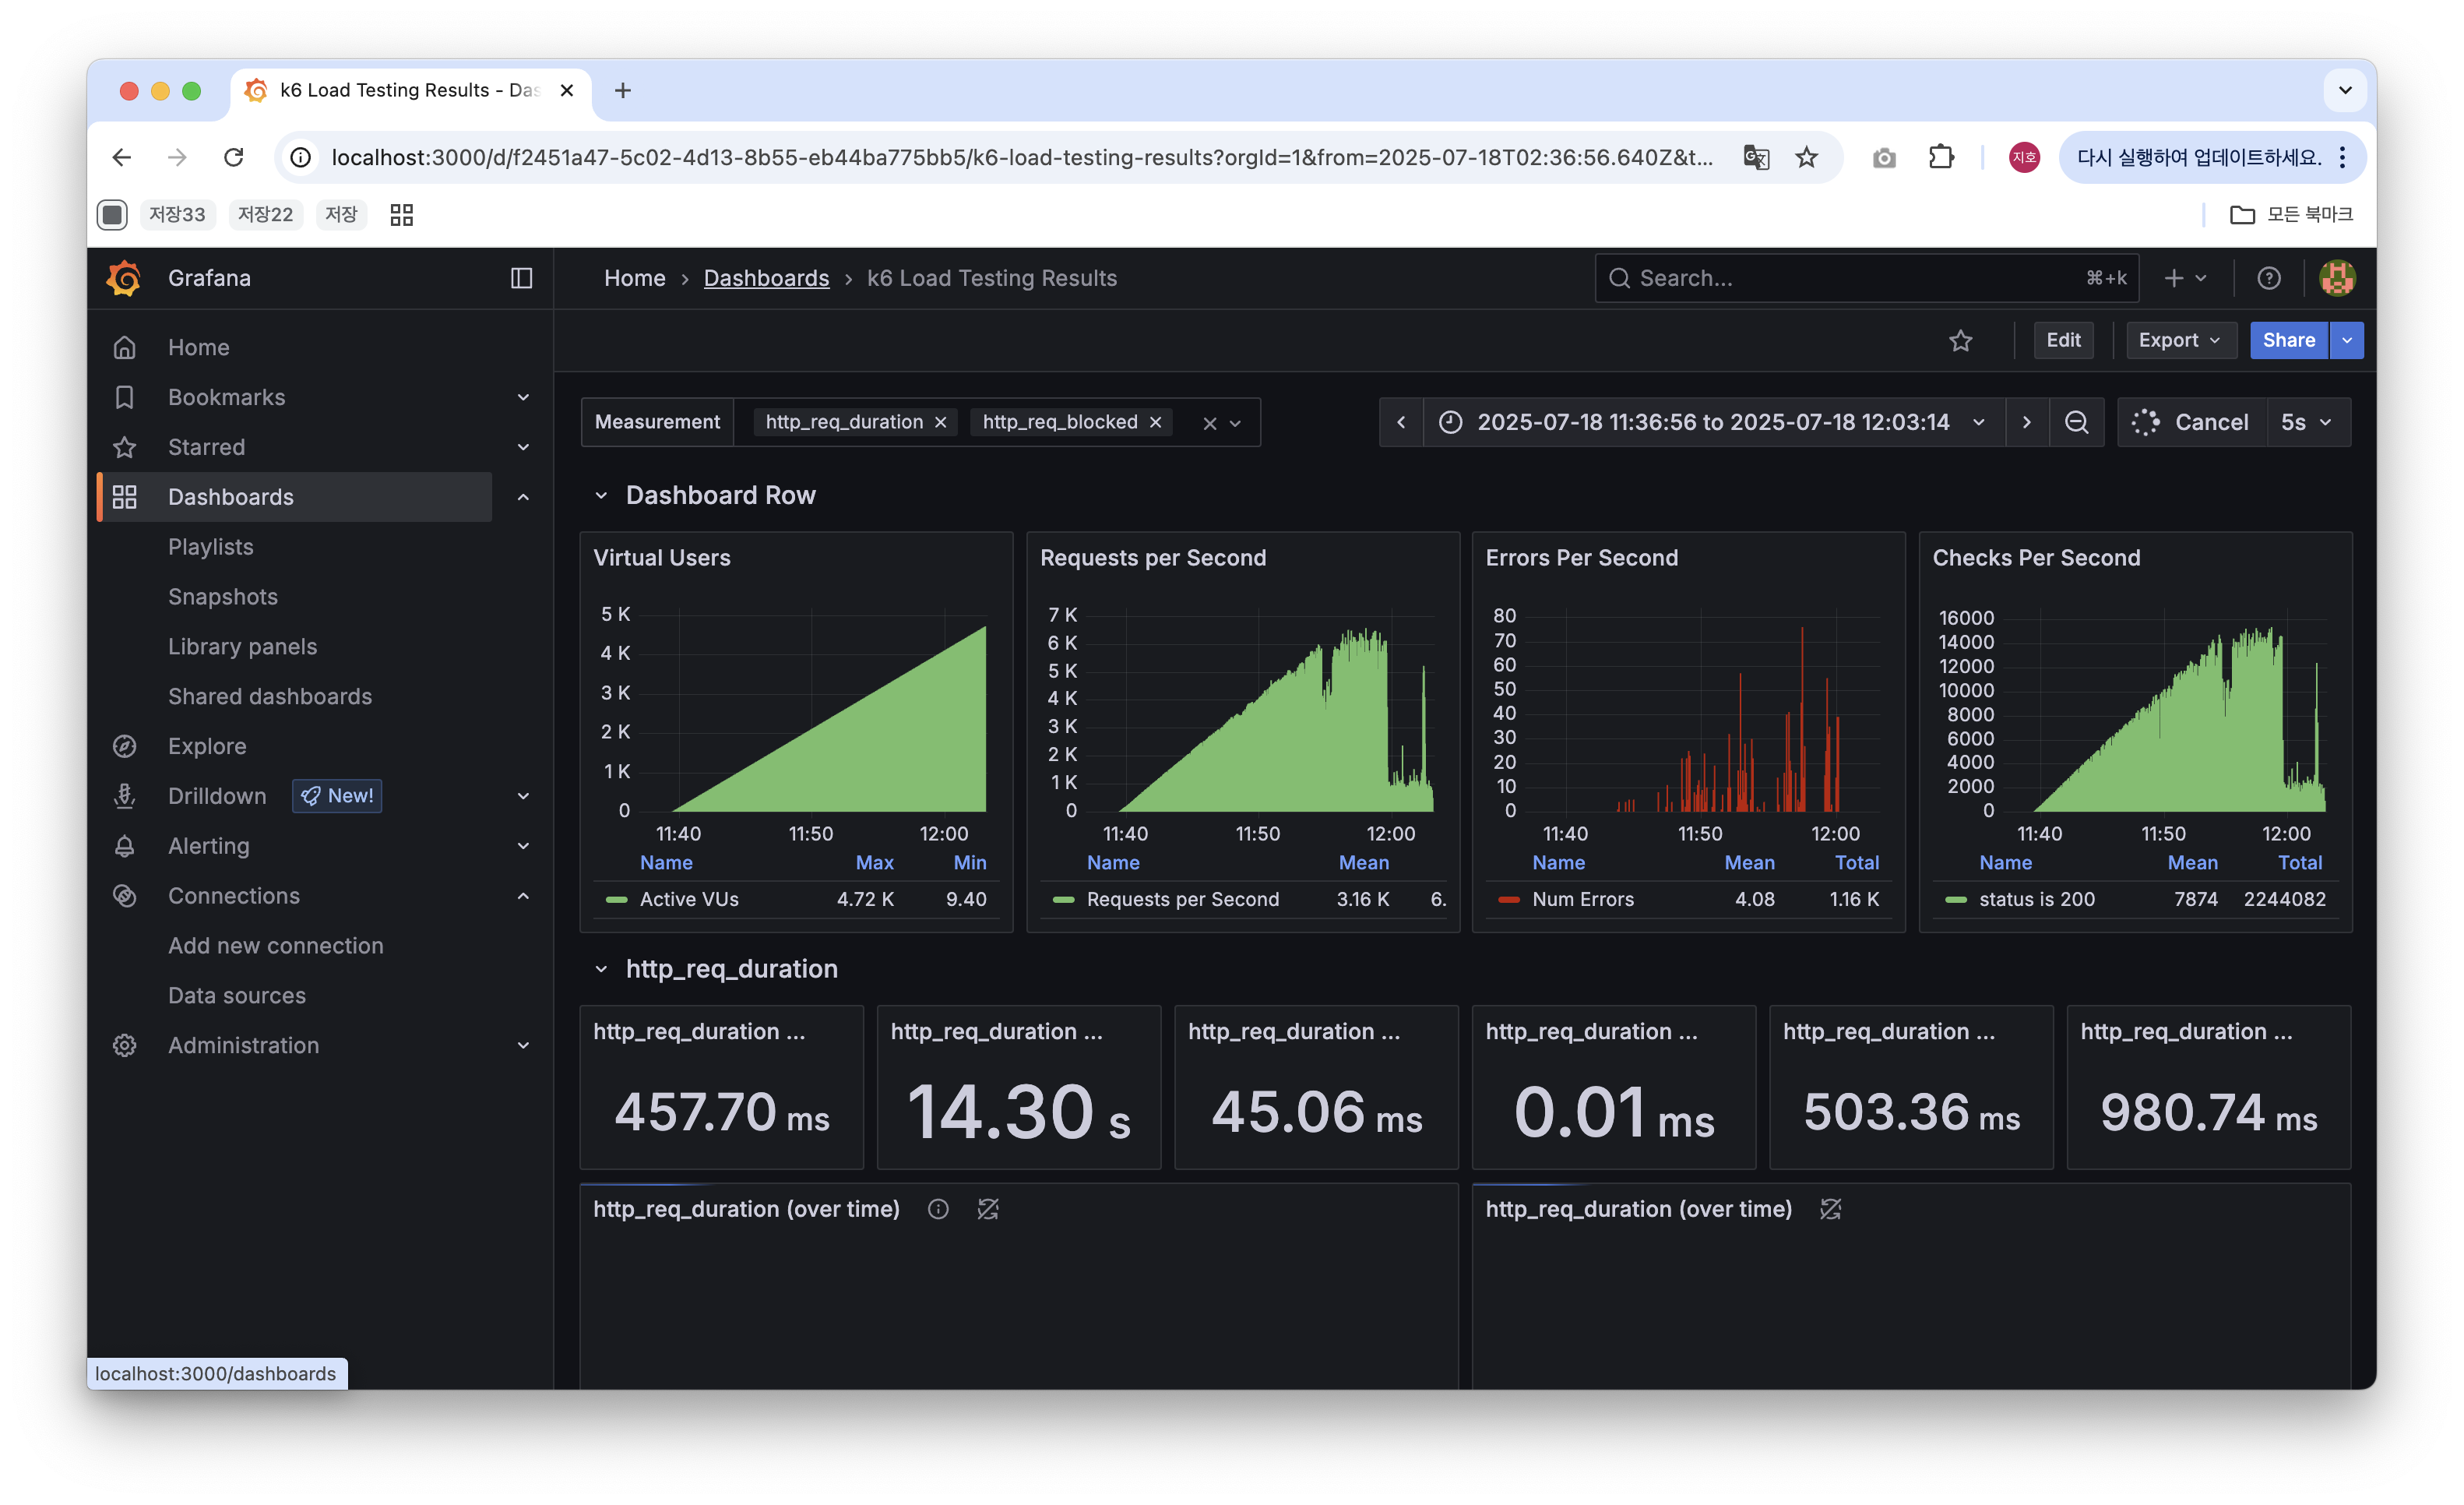 k6 Load Testing Results - Das
localhost:3000/d/f2451a47-5c02-4d13-8b55-eb44ba775bb5/k6-load-testing-results?orgId=1&from=2025-07-18T02:36:56.640Z&t...
지호
다시 실행하여 업데이트하세요.
저장33
저장22
저장
모든 북마크
Grafana
Home › Dashboards › k6 Load Testing Results
Search...
⌘+k
Edit
Export
Share
Home
Bookmarks
Starred
Dashboards
Playlists
Snapshots
Library panels
Shared dashboards
Explore
Drilldown
New!
Alerting
Connections
Add new connection
Data sources
Administration
localhost:3000/dashboards
Measurement
http_req_duration
http_req_blocked
2025-07-18 11:36:56 to 2025-07-18 12:03:14
Cancel
5s
Dashboard Row
Virtual Users
5 K
4 K
3 K
2 K
1 K
0
11:40 11:50 12:00
Name Max Min
Active VUs 4.72 K 9.40
Requests per Second
7 K
6 K
5 K
4 K
3 K
2 K
1 K
0
11:40 11:50 12:00
Name Mean
Requests per Second 3.16 K 6.
Errors Per Second
80
70
60
50
40
30
20
10
0
11:40 11:50 12:00
Name Mean Total
Num Errors 4.08 1.16 K
Checks Per Second
16000
14000
12000
10000
8000
6000
4000
2000
0
11:40 11:50 12:00
Name Mean Total
status is 200 7874 2244082
http_req_duration
http_req_duration ...
457.70 ms
http_req_duration ...
14.30 s
http_req_duration ...
45.06 ms
http_req_duration ...
0.01 ms
http_req_duration ...
503.36 ms
http_req_duration ...
980.74 ms
http_req_duration (over time)
http_req_duration (over time)